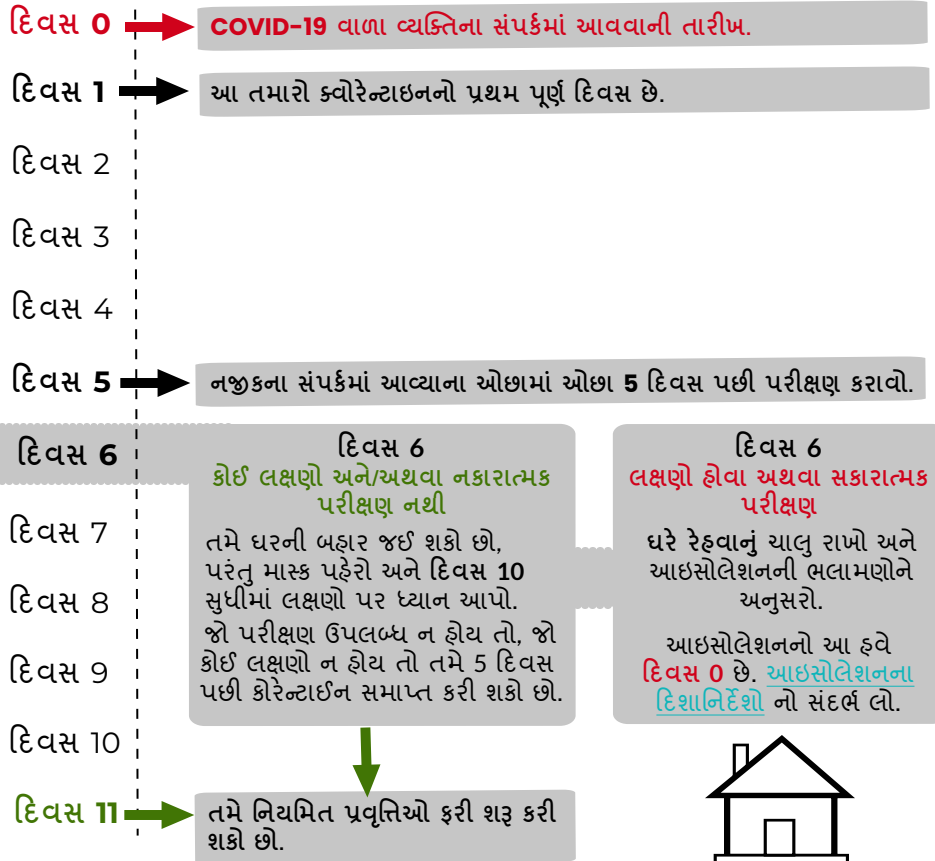 દિવસ 0
COVID-19 વાળા વ્યક્તિના સંપર્કમાં આવવાની તારીખ.
દિવસ 1
આ તમારો ક્વોરેન્ટાઇનનો પ્રથમ પૂર્ણ દિવસ છે.
દિવસ 2
દિવસ 3
દિવસ 4
દિવસ 5
નજીકના સંપર્કમાં આવ્યાના ઓછામાં ઓછા 5 દિવસ પછી પરીક્ષણ કરાવો.
દિવસ 6
દિવસ 6
કોઈ લક્ષણો અને/અથવા નકારાત્મક
પરીક્ષણ નથી
તમે ઘરની બહાર જઈ શકો છો,
પરંતુ માસ્ક પહેરો અને દિવસ 10
સુધીમાં લક્ષણો પર ધ્યાન આપો.
જો પરીક્ષણ ઉપલબ્ધ ન હોય તો, જો
કોઈ લક્ષણો ન હોય તો તમે 5 દિવસ
પછી કોરેન્ટાઈન સમાપ્ત કરી શકો છો.
દિવસ 6
લક્ષણો હોવા અથવા સકારાત્મક
પરીક્ષણ
ઘરે રેહવાનું ચાલુ રાખો અને
આઇસોલેશનની ભલામણોને
અનુસરો.
આઇસોલેશનનો આ હવે
દિવસ 0 છે. આઇસોલેશનના
દિશાનિર્દેશો નો સંદર્ભ લો.
દિવસ 7
દિવસ 8
દિવસ 9
દિવસ 10
દિવસ 11
તમે નિયમિત પ્રવૃત્તિઓ ફરી શરૂ કરી
શકો છો.